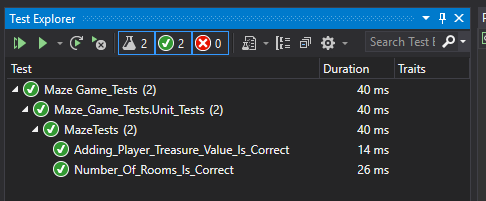 Test Explorer
2 2 0 Search Test E
Test Duration Traits
Maze Game_Tests (2) 40 ms
Maze_Game_Tests.Unit_Tests (2) 40 ms
MazeTests (2) 40 ms
Adding_Player_Treasure_Value_Is_Correct 14 ms
Number_Of_Rooms_Is_Correct 26 ms